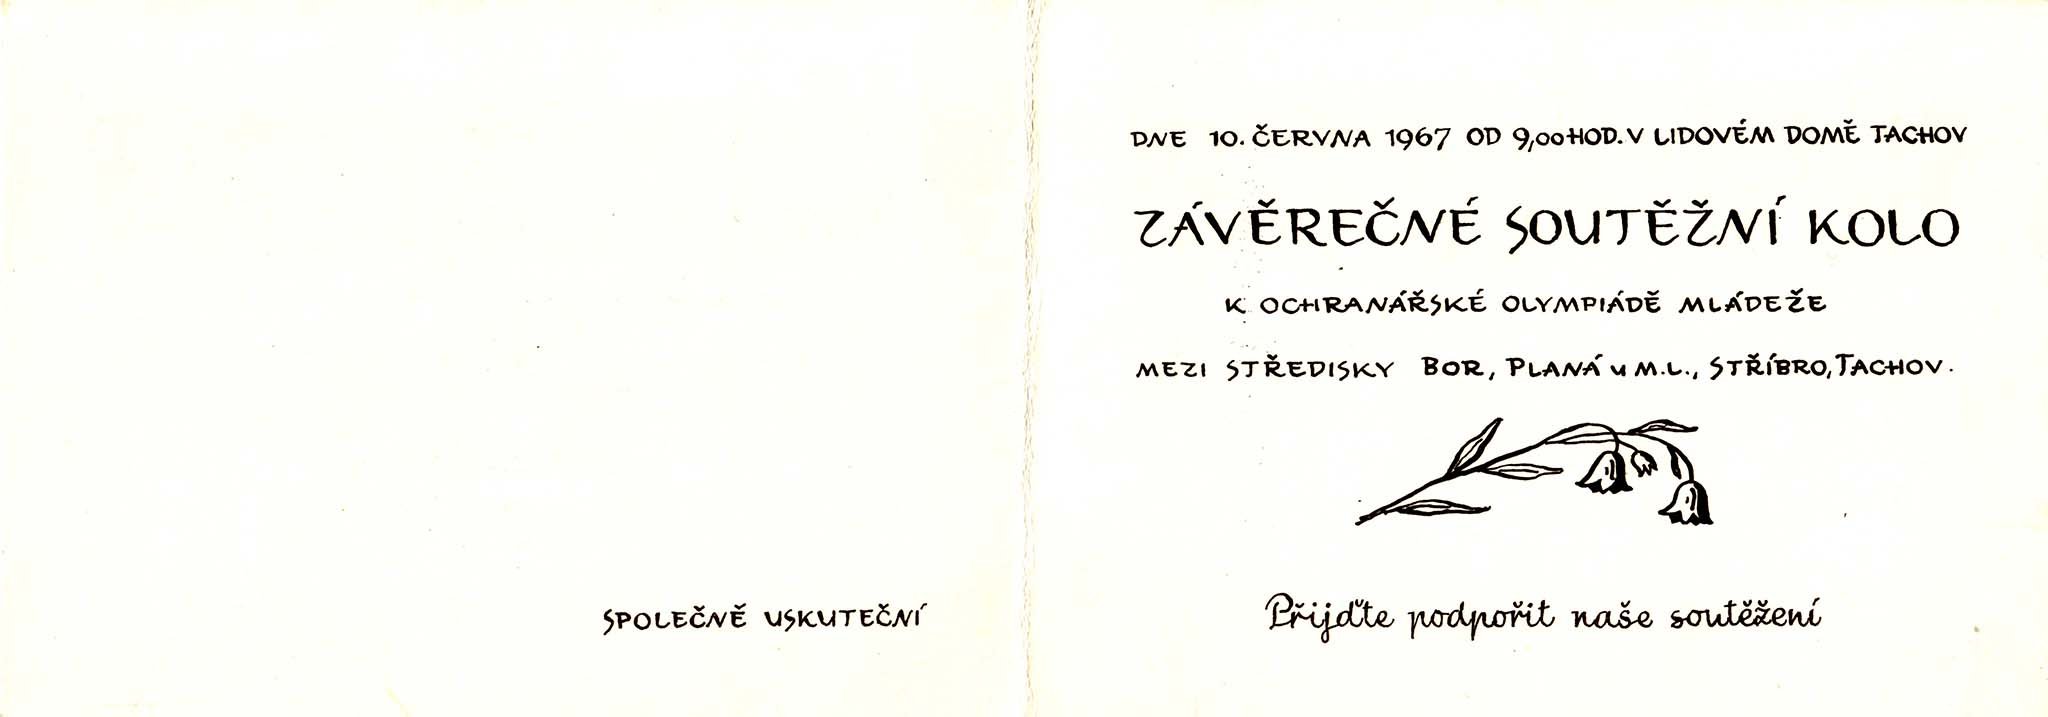 SPOLEČNĚ USKUTEČNÍ
DNE 10. ČERVNA 1967 OD 9,00 HOD. V LIDOVÉM DOMĚ TACHOV
ZÁVĚREČNÉ SOUTĚŽNÍ KOLO
K OCHRANÁŘSKÉ OLYMPIÁDĚ MLÁDEŽE
MEZI STŘEDISKY BOR, PLANÁ u M.L., STŘÍBRO, TACHOV.
Přijďte podpořit naše soutěžení